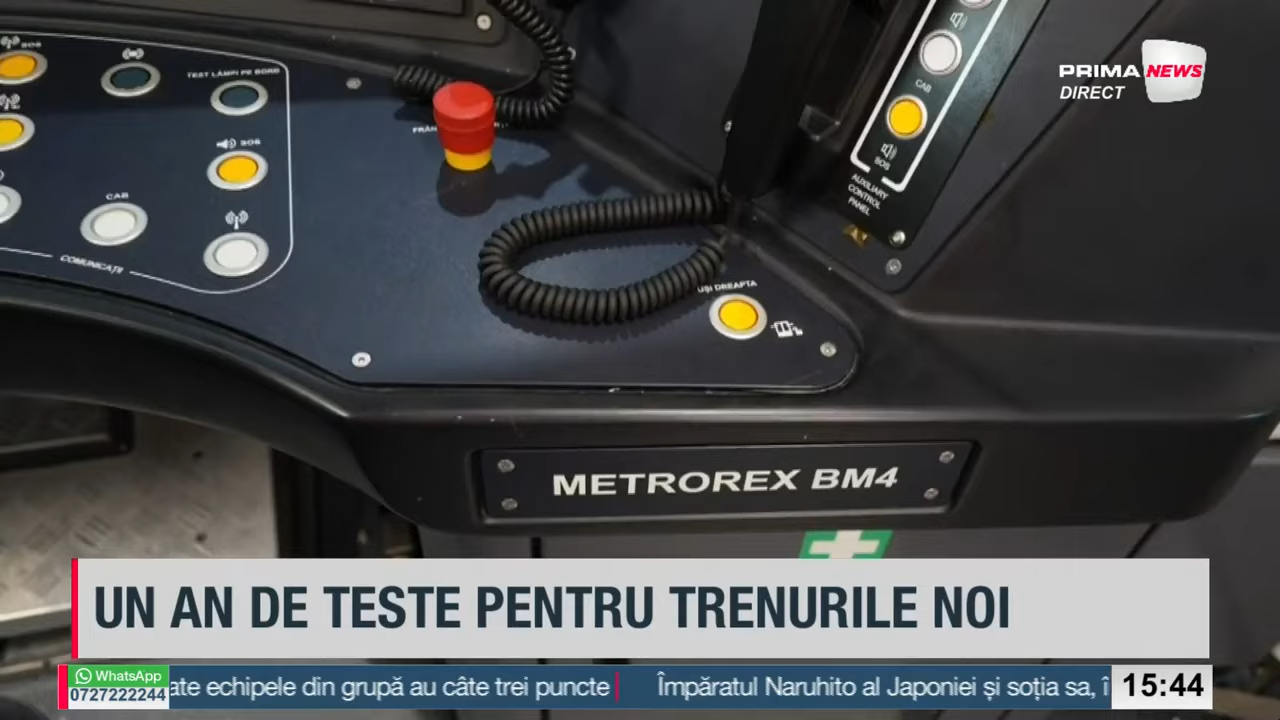 SOS
TEST LĂMPI PE BORD
SOS
CAB
COMUNICAȚII
CAB
SOS
AUXILIARY
CONTROL
PANEL
PRIMA NEWS
DIRECT
UȘI DREAPTA
METROREX BM4
UN AN DE TESTE PENTRU TRENURILE NOI
WhatsApp
0727222244
ate echipele din grupă au câte trei puncte
Împăratul Naruhito al Japoniei și soția sa, î
15:44